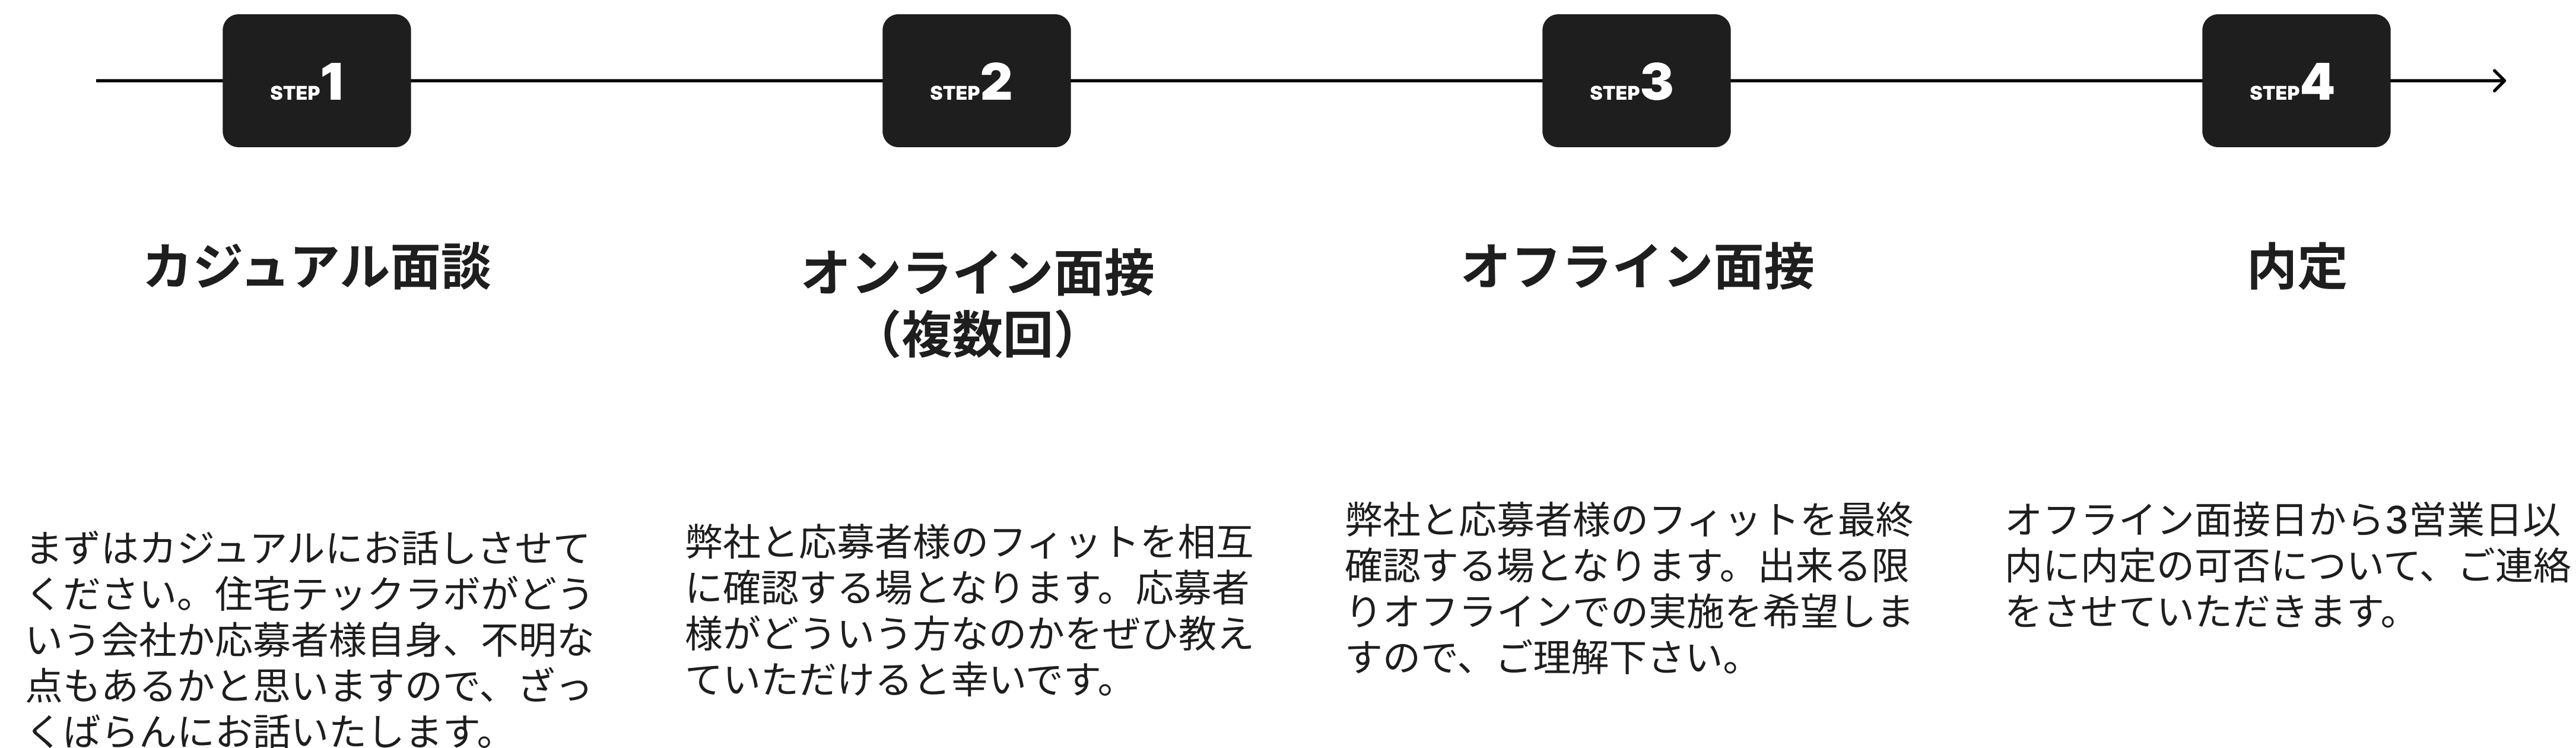 STEP1
カジュアル面談
まずはカジュアルにお話しさせて
ください。住宅テックラボがどう
いう会社か応募者様自身、不明な
点もあるかと思いますので、ざっ
くばらんにお話いたします。
STEP2
オンライン面接
（複数回）
弊社と応募者様のフィットを相互
に確認する場となります。応募者
様がどういう方なのかをぜひ教え
ていただけると幸いです。
STEP3
オフライン面接
弊社と応募者様のフィットを最終
確認する場となります。出来る限
りオフラインでの実施を希望しま
すので、ご理解下さい。
STEP4
内定
オフライン面接日から3営業日以
内に内定の可否について、ご連絡
をさせていただきます。